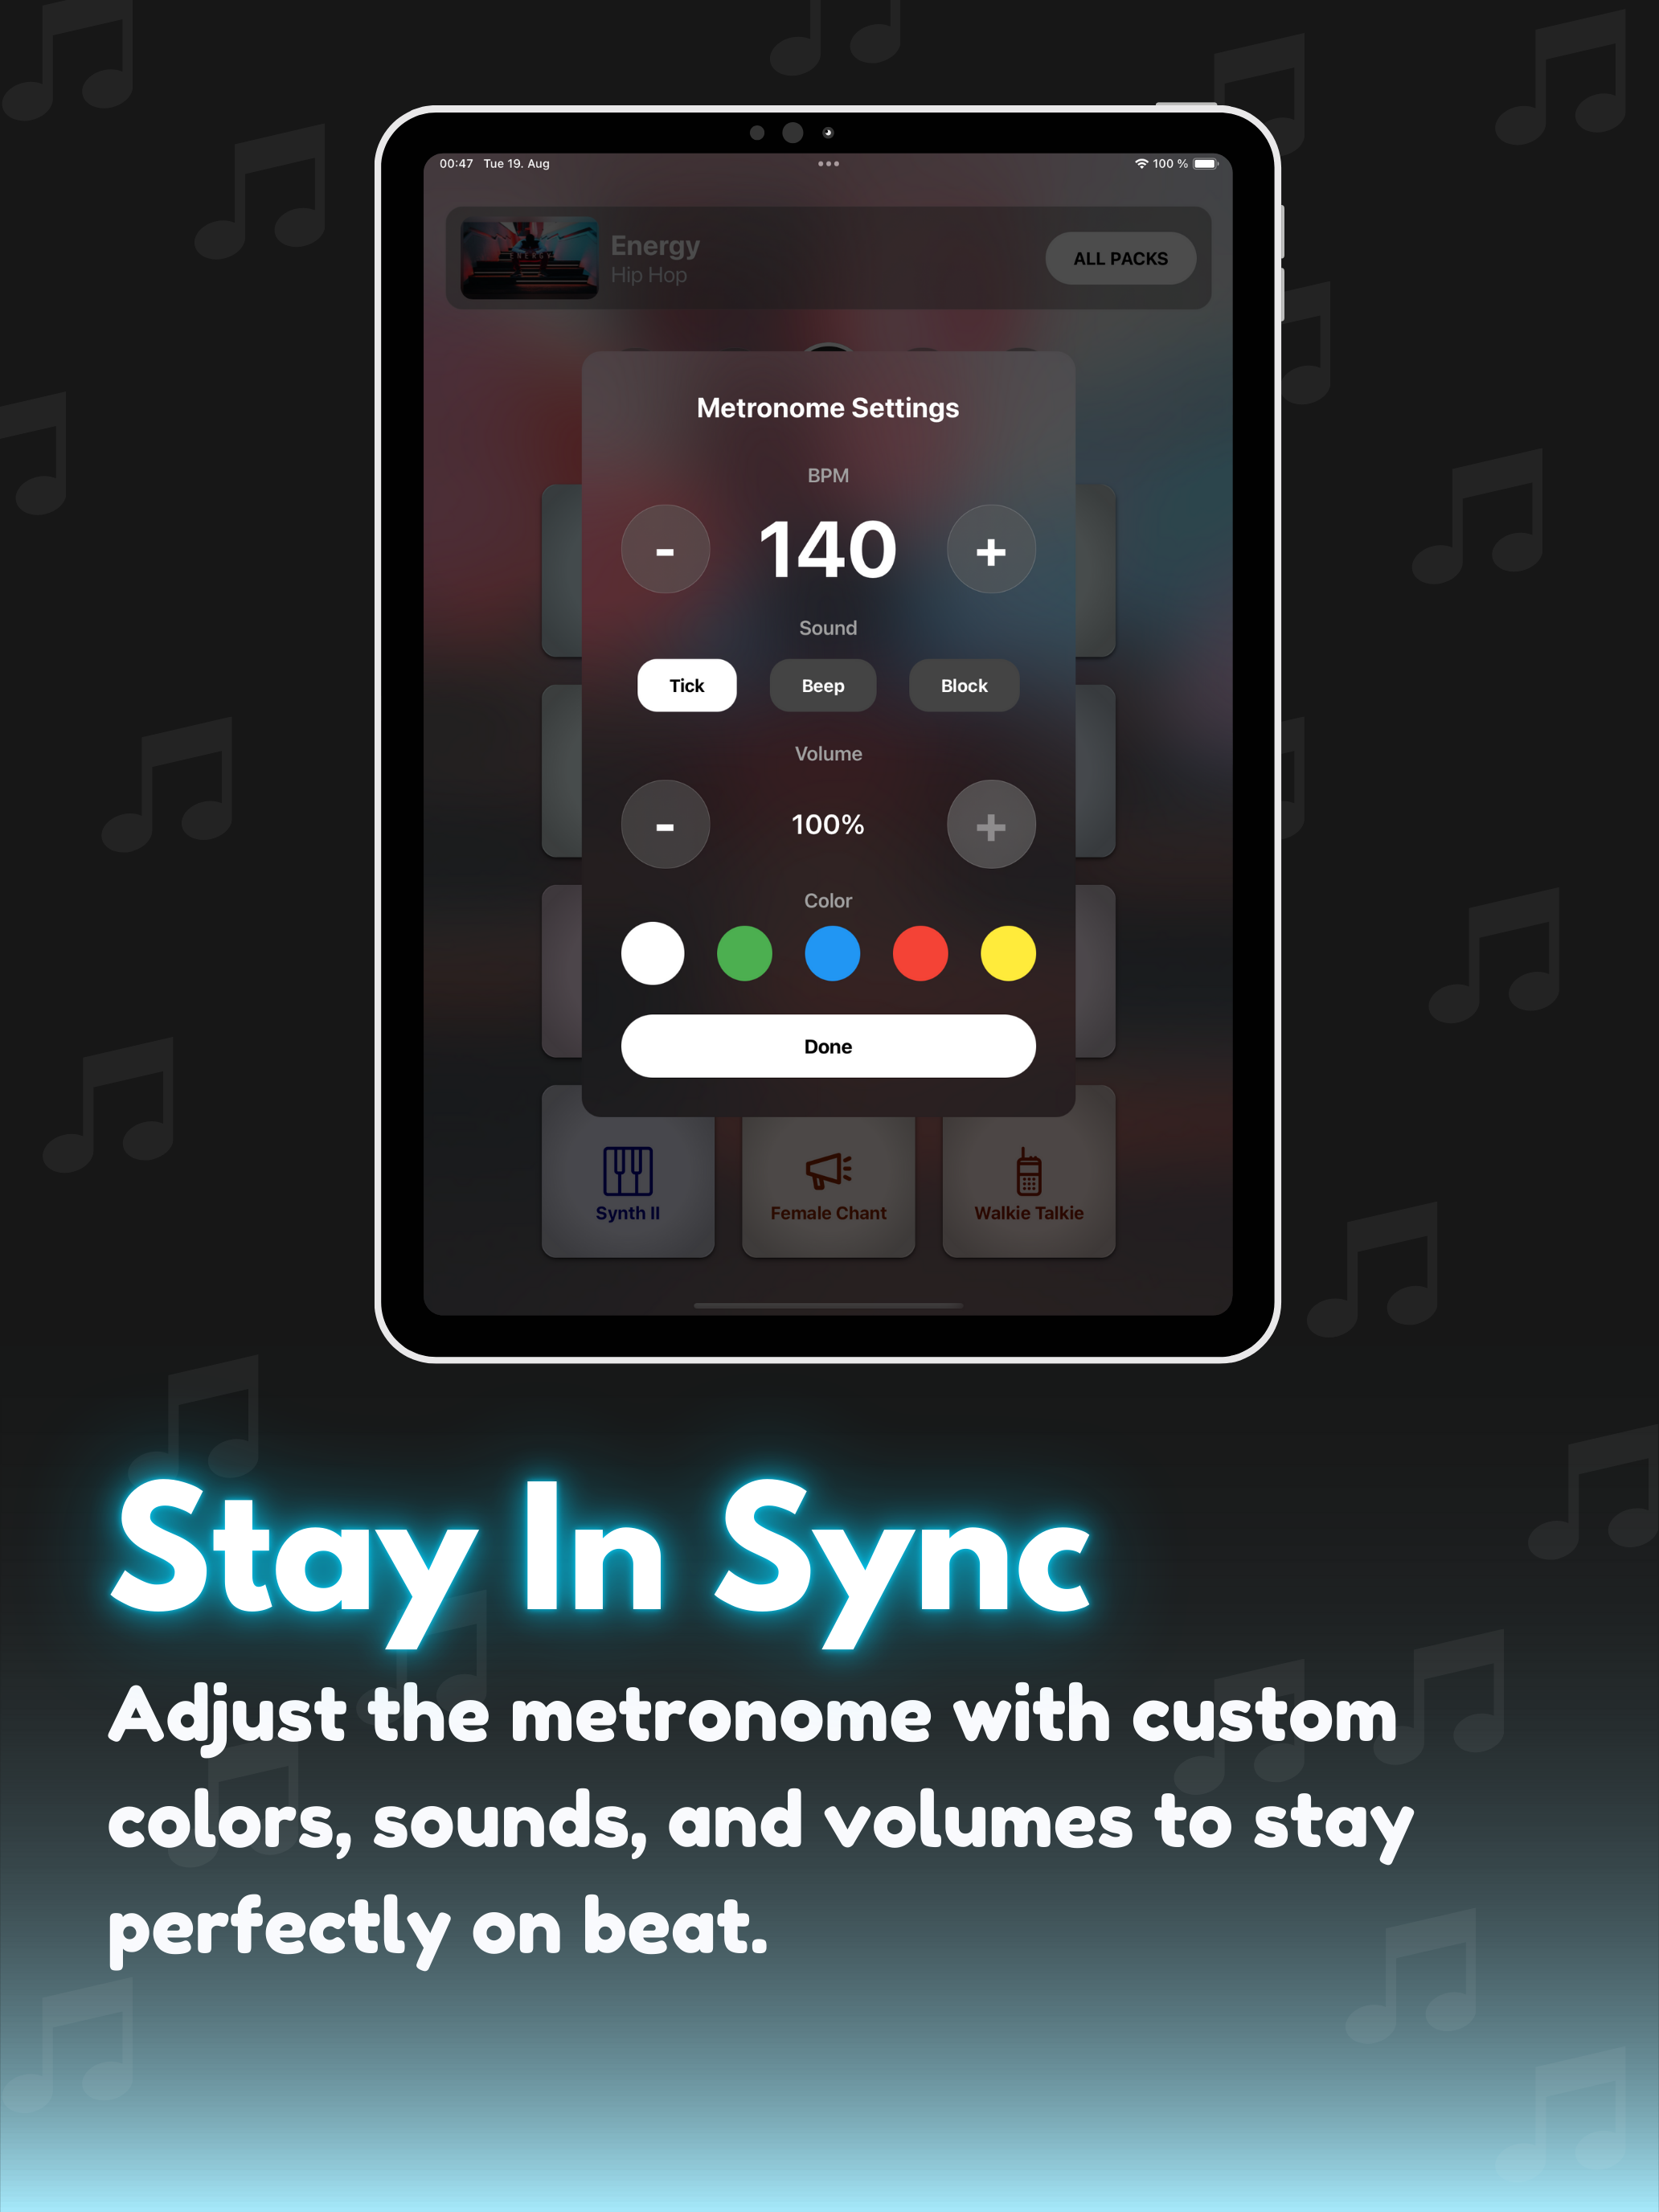 00:47 Tue 19. Aug
100 %
Energy
Hip Hop
ALL PACKS
Metronome Settings
BPM
- 140 +
Sound
Tick Beep Block
Volume
- 100% +
Color
Done
Synth II Female Chant Walkie Talkie
Stay In Sync
Adjust the metronome with custom
colors, sounds, and volumes to stay
perfectly on beat.